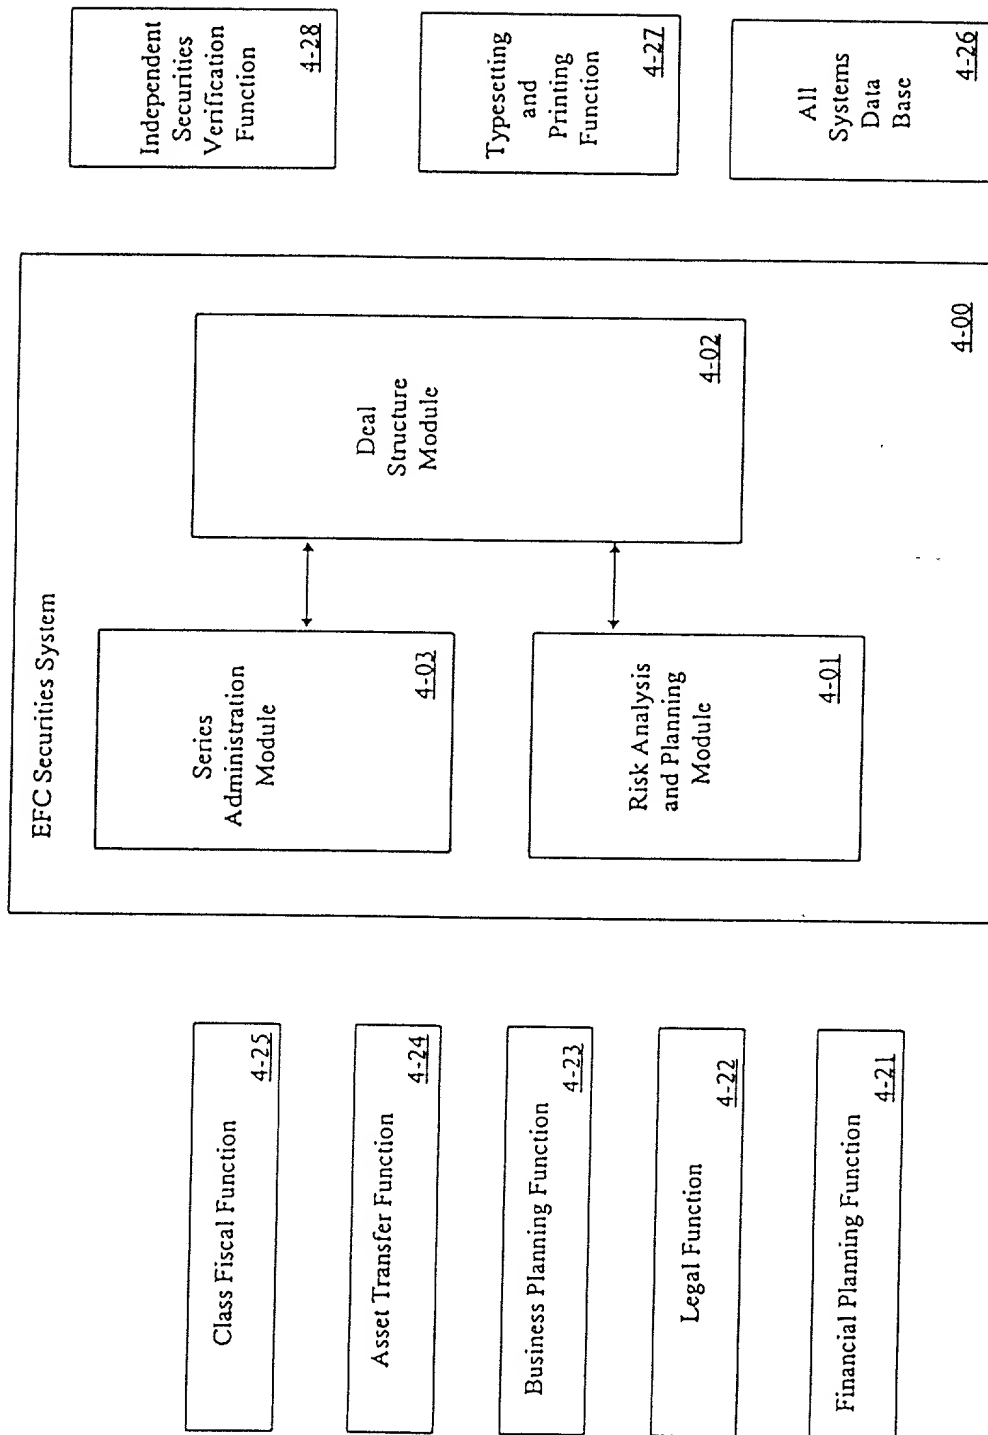 Class Fiscal Function
4-25
Asset Transfer Function
4-24
Business Planning Function
4-23
Legal Function
4-22
Financial Planning Function
4-21
EFC Securities System
Series
Administration
Module
4-03
Risk Analysis
and Planning
Module
4-01
Deal
Structure
Module
4-02
4-00
Independent
Securities
Verification
Function
4-28
Typesetting
and
Printing
Function
4-27
All
Systems
Data
Base
4-26